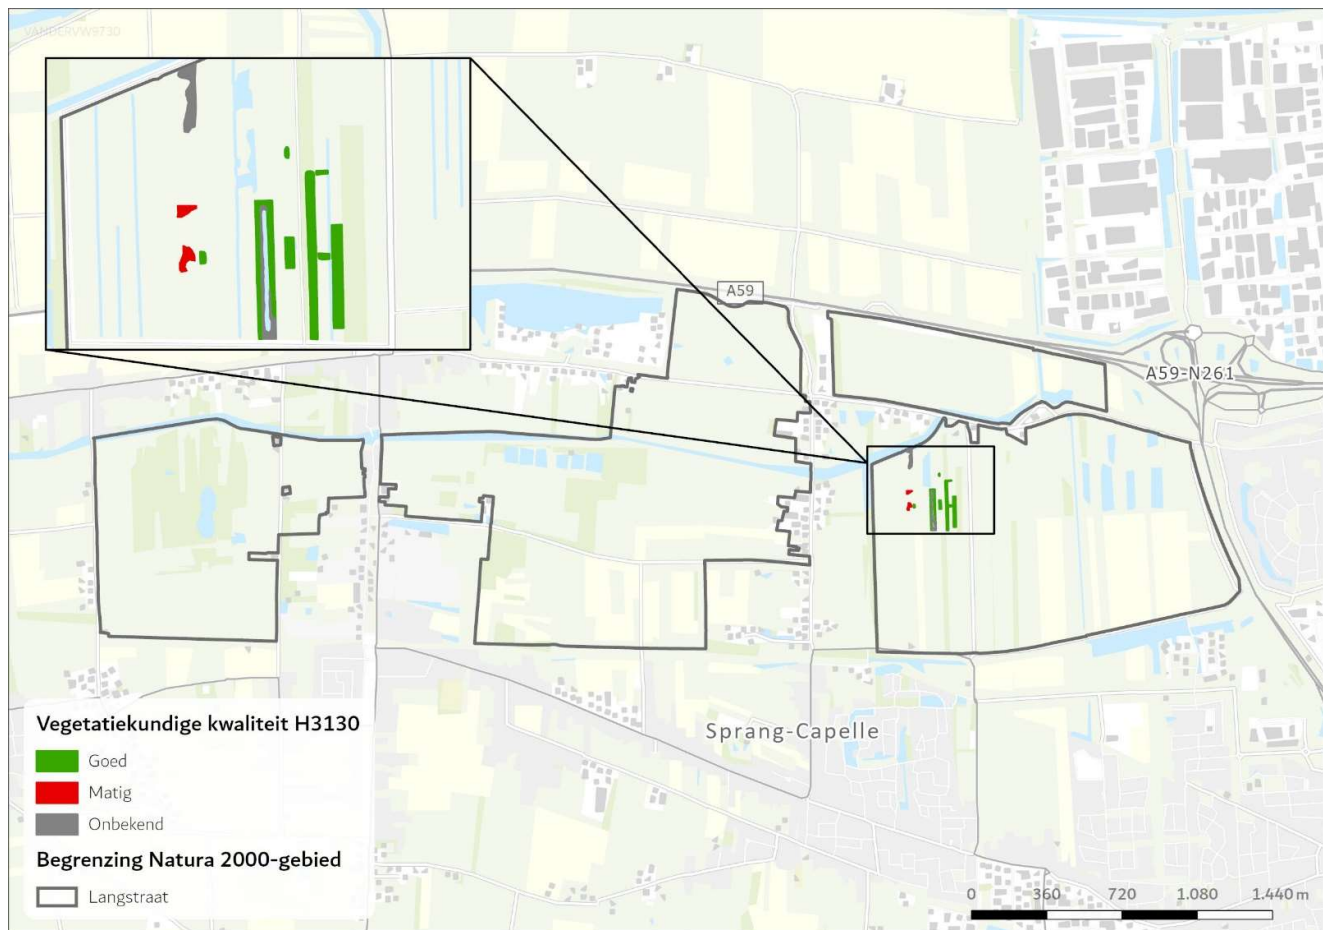 VANDERVW8730
A59
A59-N261
Sprang-Capelle
Vegetatiekundige kwaliteit H3130
Goed
Matig
Onbekend
Begrenzing Natura 2000-gebied
Langstraat
0 360 720 1.080 1.440 m